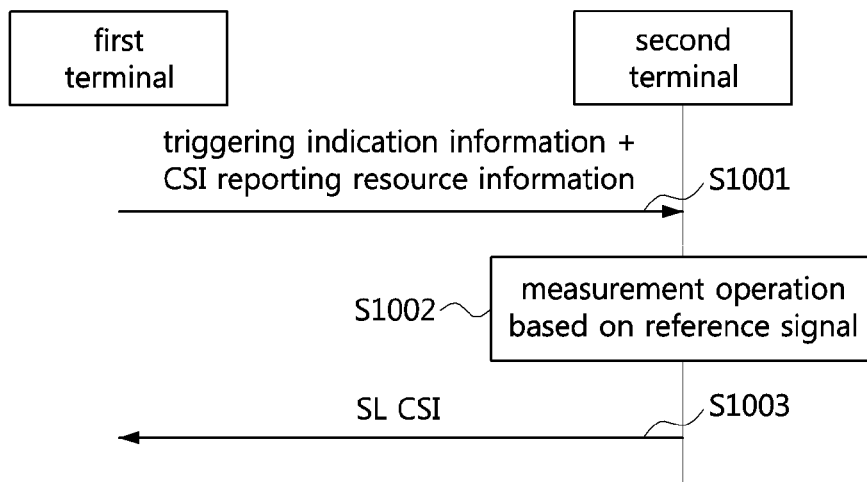 first
terminal
second
terminal
triggering indication information +
CSI reporting resource information
S1001
measurement operation
based on reference signal
S1002
SL CSI
S1003